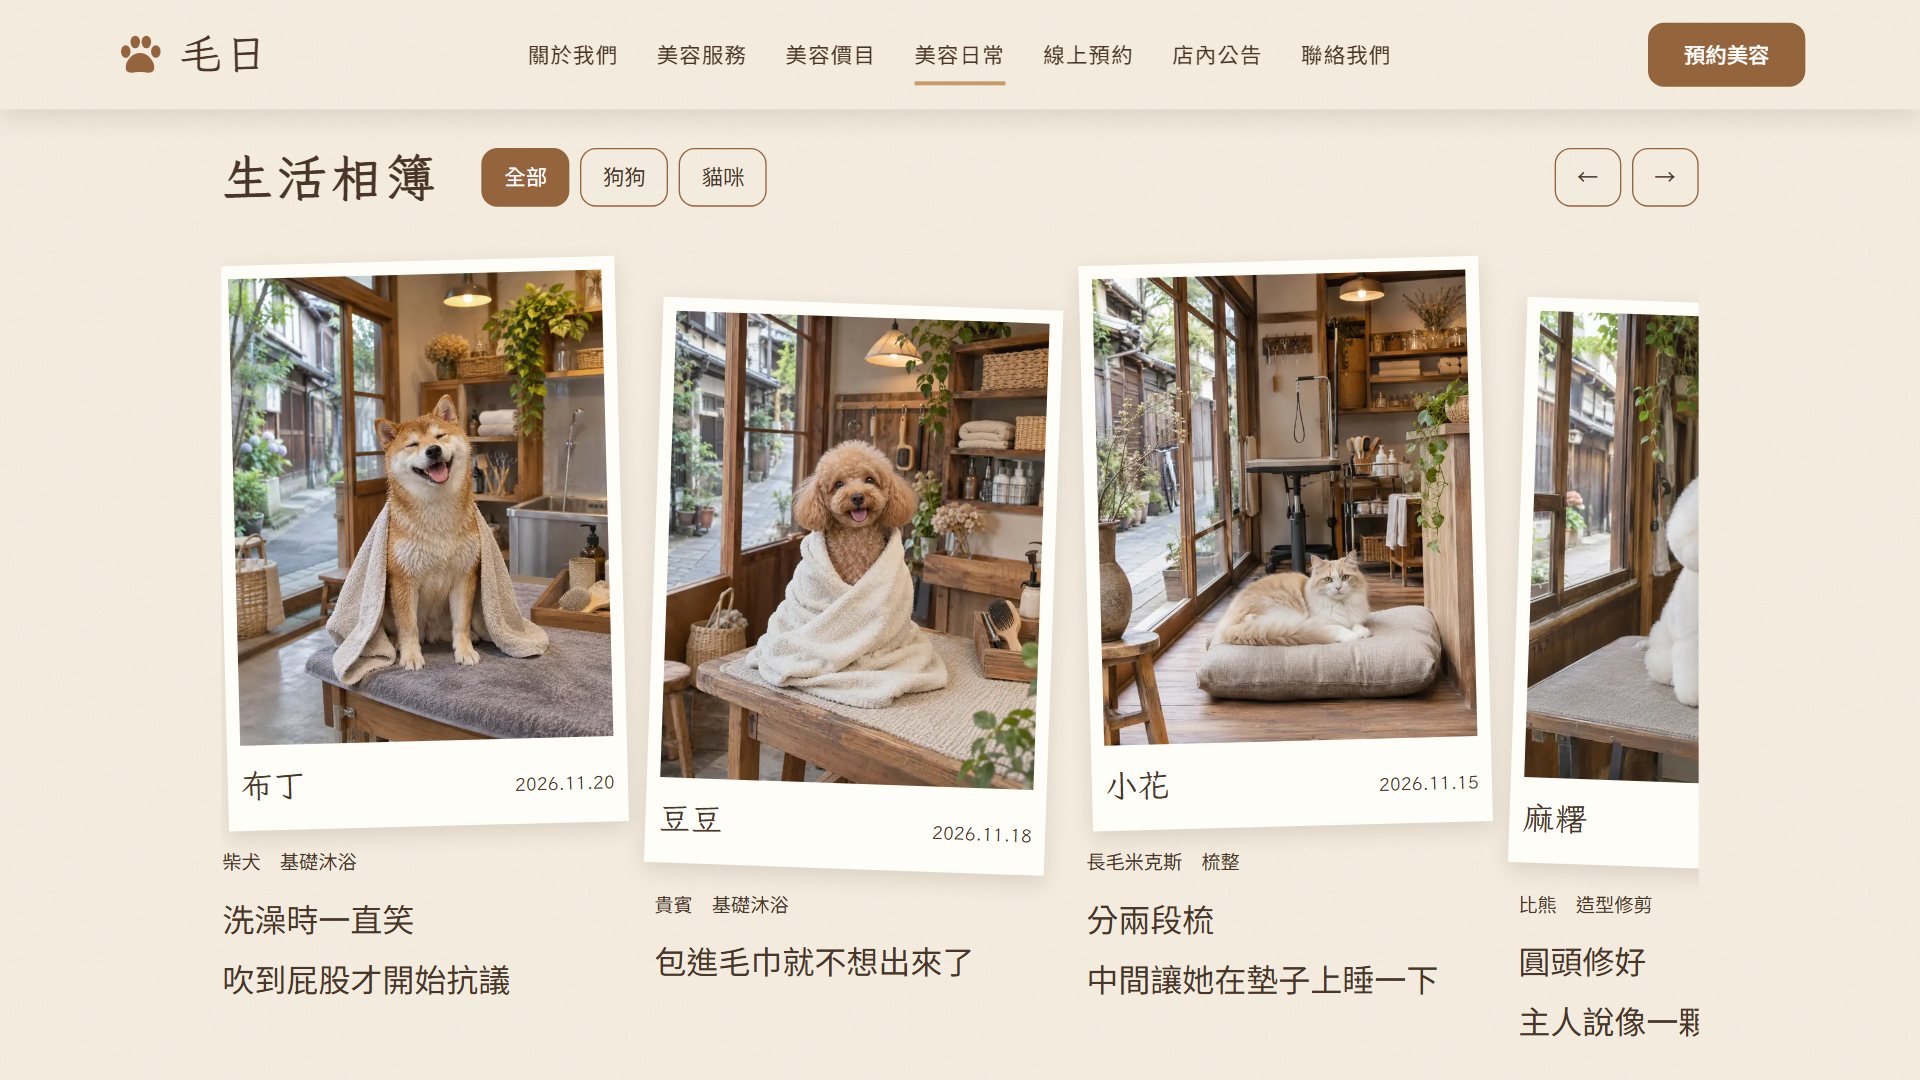 毛日
關於我們 美容服務 美容價目 美容日常 線上預約 店內公告 聯絡我們
預約美容
生活相簿
全部 狗狗 貓咪
← →
布丁 2026.11.20
柴犬 基礎沐浴
洗澡時一直笑
吹到屁股才開始抗議
豆豆 2026.11.18
貴賓 基礎沐浴
包進毛巾就不想出來了
小花 2026.11.15
長毛米克斯 梳整
分兩段梳
中間讓她在墊子上睡一下
麻糬
比熊 造型修剪
圓頭修好
主人說像一顆